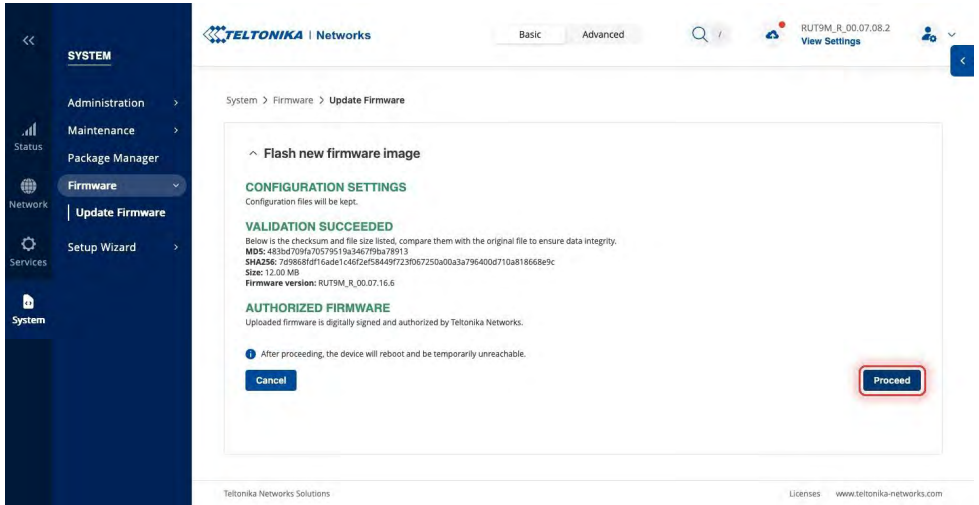 TELTONIKA | Networks
Basic
Advanced
/
RUT9M_R_00.07.08.2
View Settings
SYSTEM
Administration
Maintenance
Package Manager
Firmware
Update Firmware
Setup Wizard
Status
Network
Services
System
System > Firmware > Update Firmware
Flash new firmware image
CONFIGURATION SETTINGS
Configuration files will be kept.
VALIDATION SUCCEEDED
Below is the checksum and file size listed, compare them with the original file to ensure data integrity.
MD5: 483bd709fa70579519a3467f9ba78913
SHA256: 7d9868fdf16ade1c46f2ef58449f723f067250a00a3a796400d710a818668e9c
Size: 12.00 MB
Firmware version: RUT9M_R_00.07.16.6
AUTHORIZED FIRMWARE
Uploaded firmware is digitally signed and authorized by Teltonika Networks.
After proceeding, the device will reboot and be temporarily unreachable.
Cancel
Proceed
Teltonika Networks Solutions
Licenses
www.teltonika-networks.com